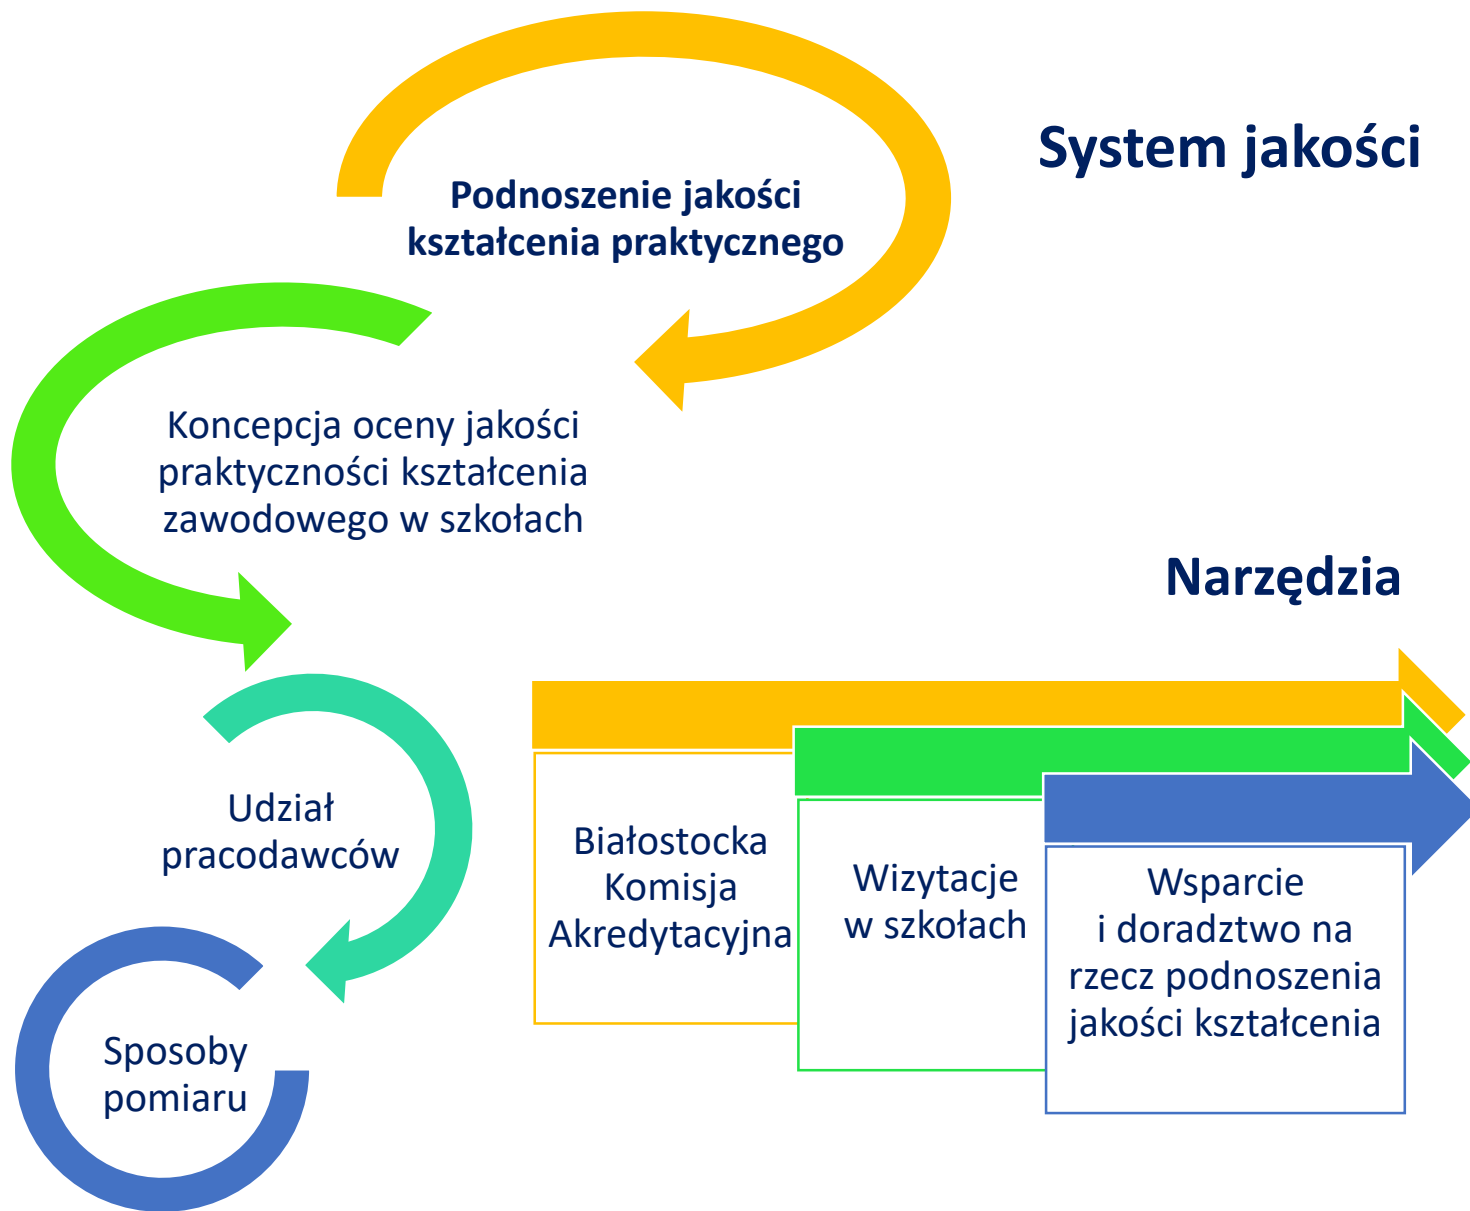 System jakości
Podnoszenie jakości
kształcenia praktycznego
Koncepcja oceny jakości
praktyczności kształcenia
zawodowego w szkołach
Udział
pracodawców
Sposoby
pomiaru
Narzędzia
Białostocka
Komisja
Akredytacyjna
Wizytacje
w szkołach
Wsparcie
i doradztwo na
rzecz podnoszenia
jakości kształcenia